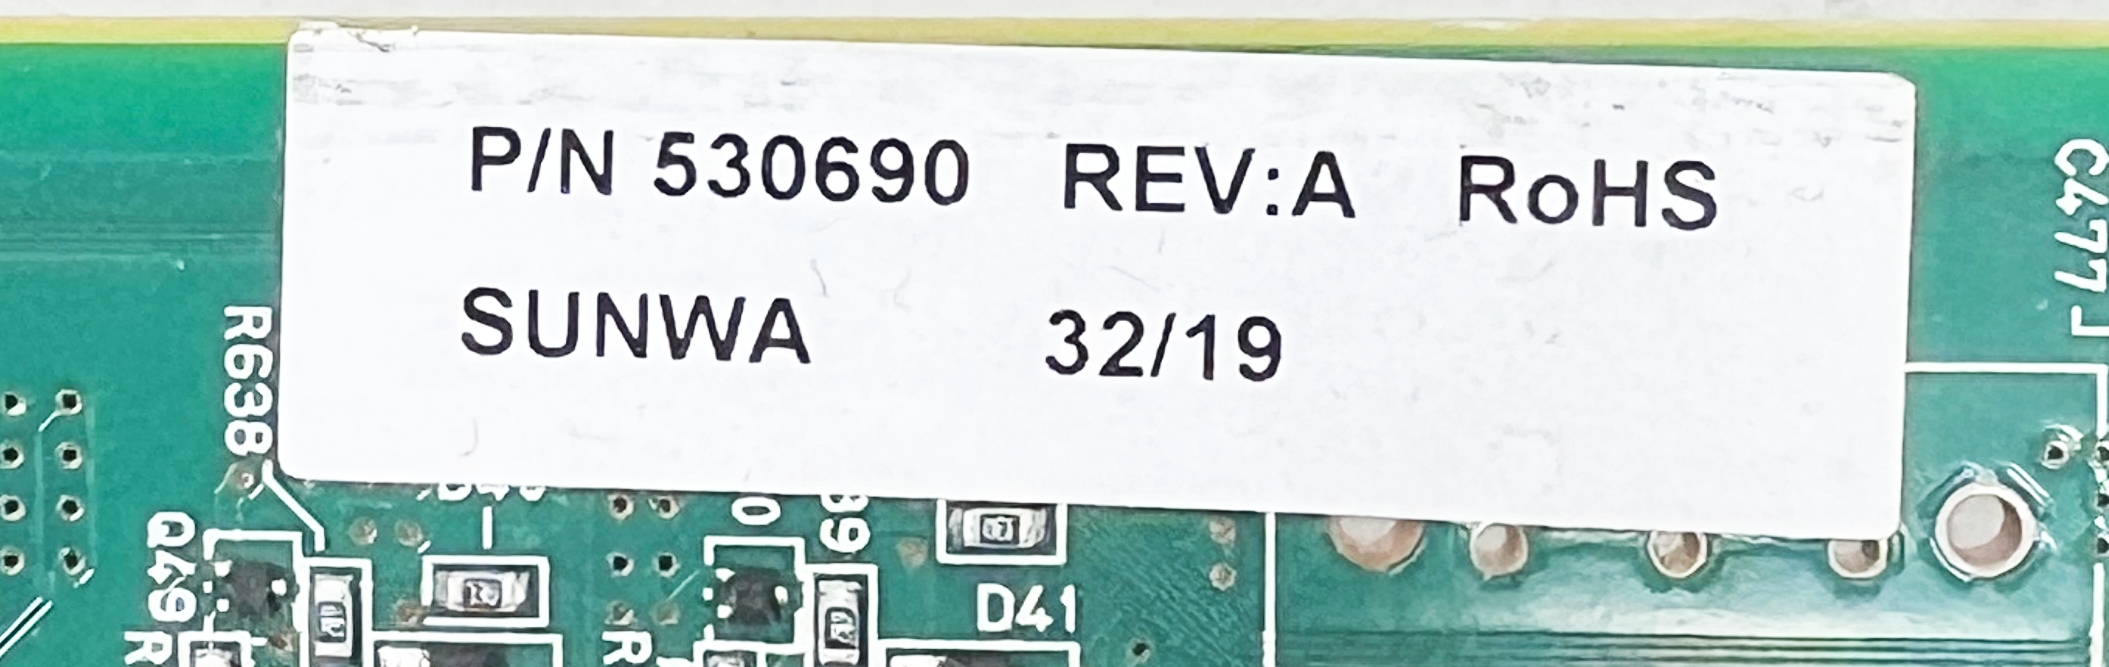 P/N 530690 REV:A RoHS
SUNWA 32/19
C477
R638
Q49
D41
R
R